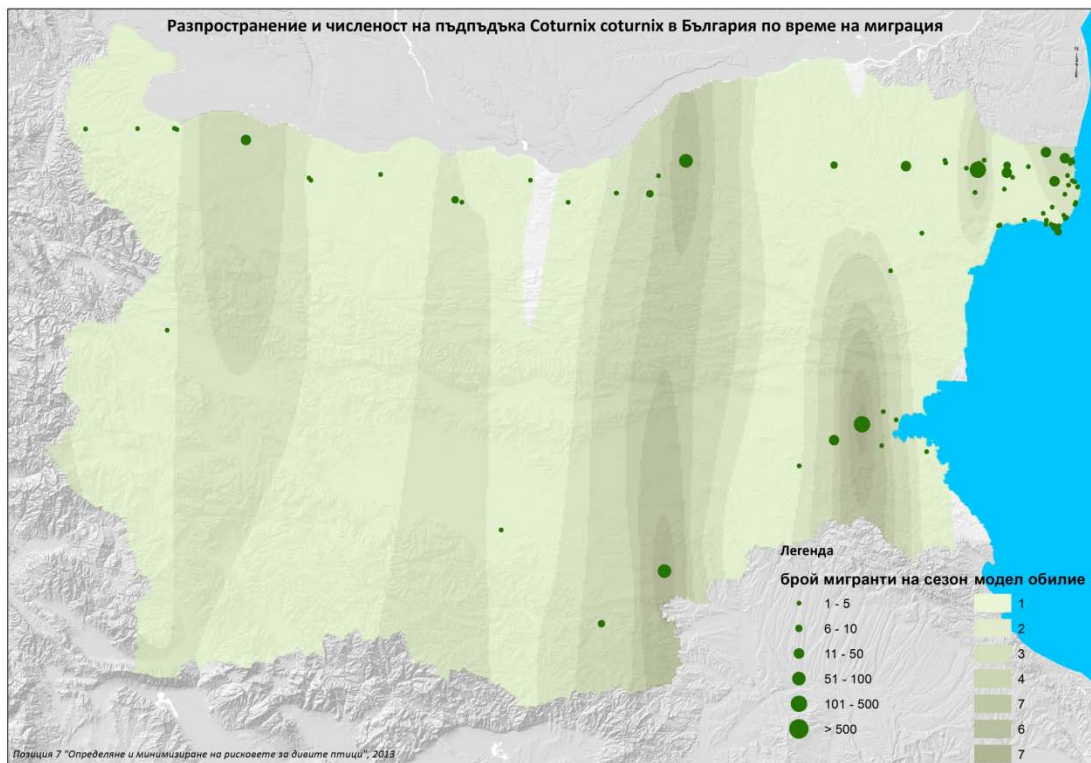 Разпространение и численост на пъдпъдъка Coturnix coturnix в България по време на миграция
N
Легенда
брой мигранти на сезон модел обилие
1 - 5
6 - 10
11 - 50
51 - 100
101 - 500
> 500
1
2
3
4
7
6
7
Позиция 7 "Определяне и минимизиране на рисковете за дивите птици", 2013